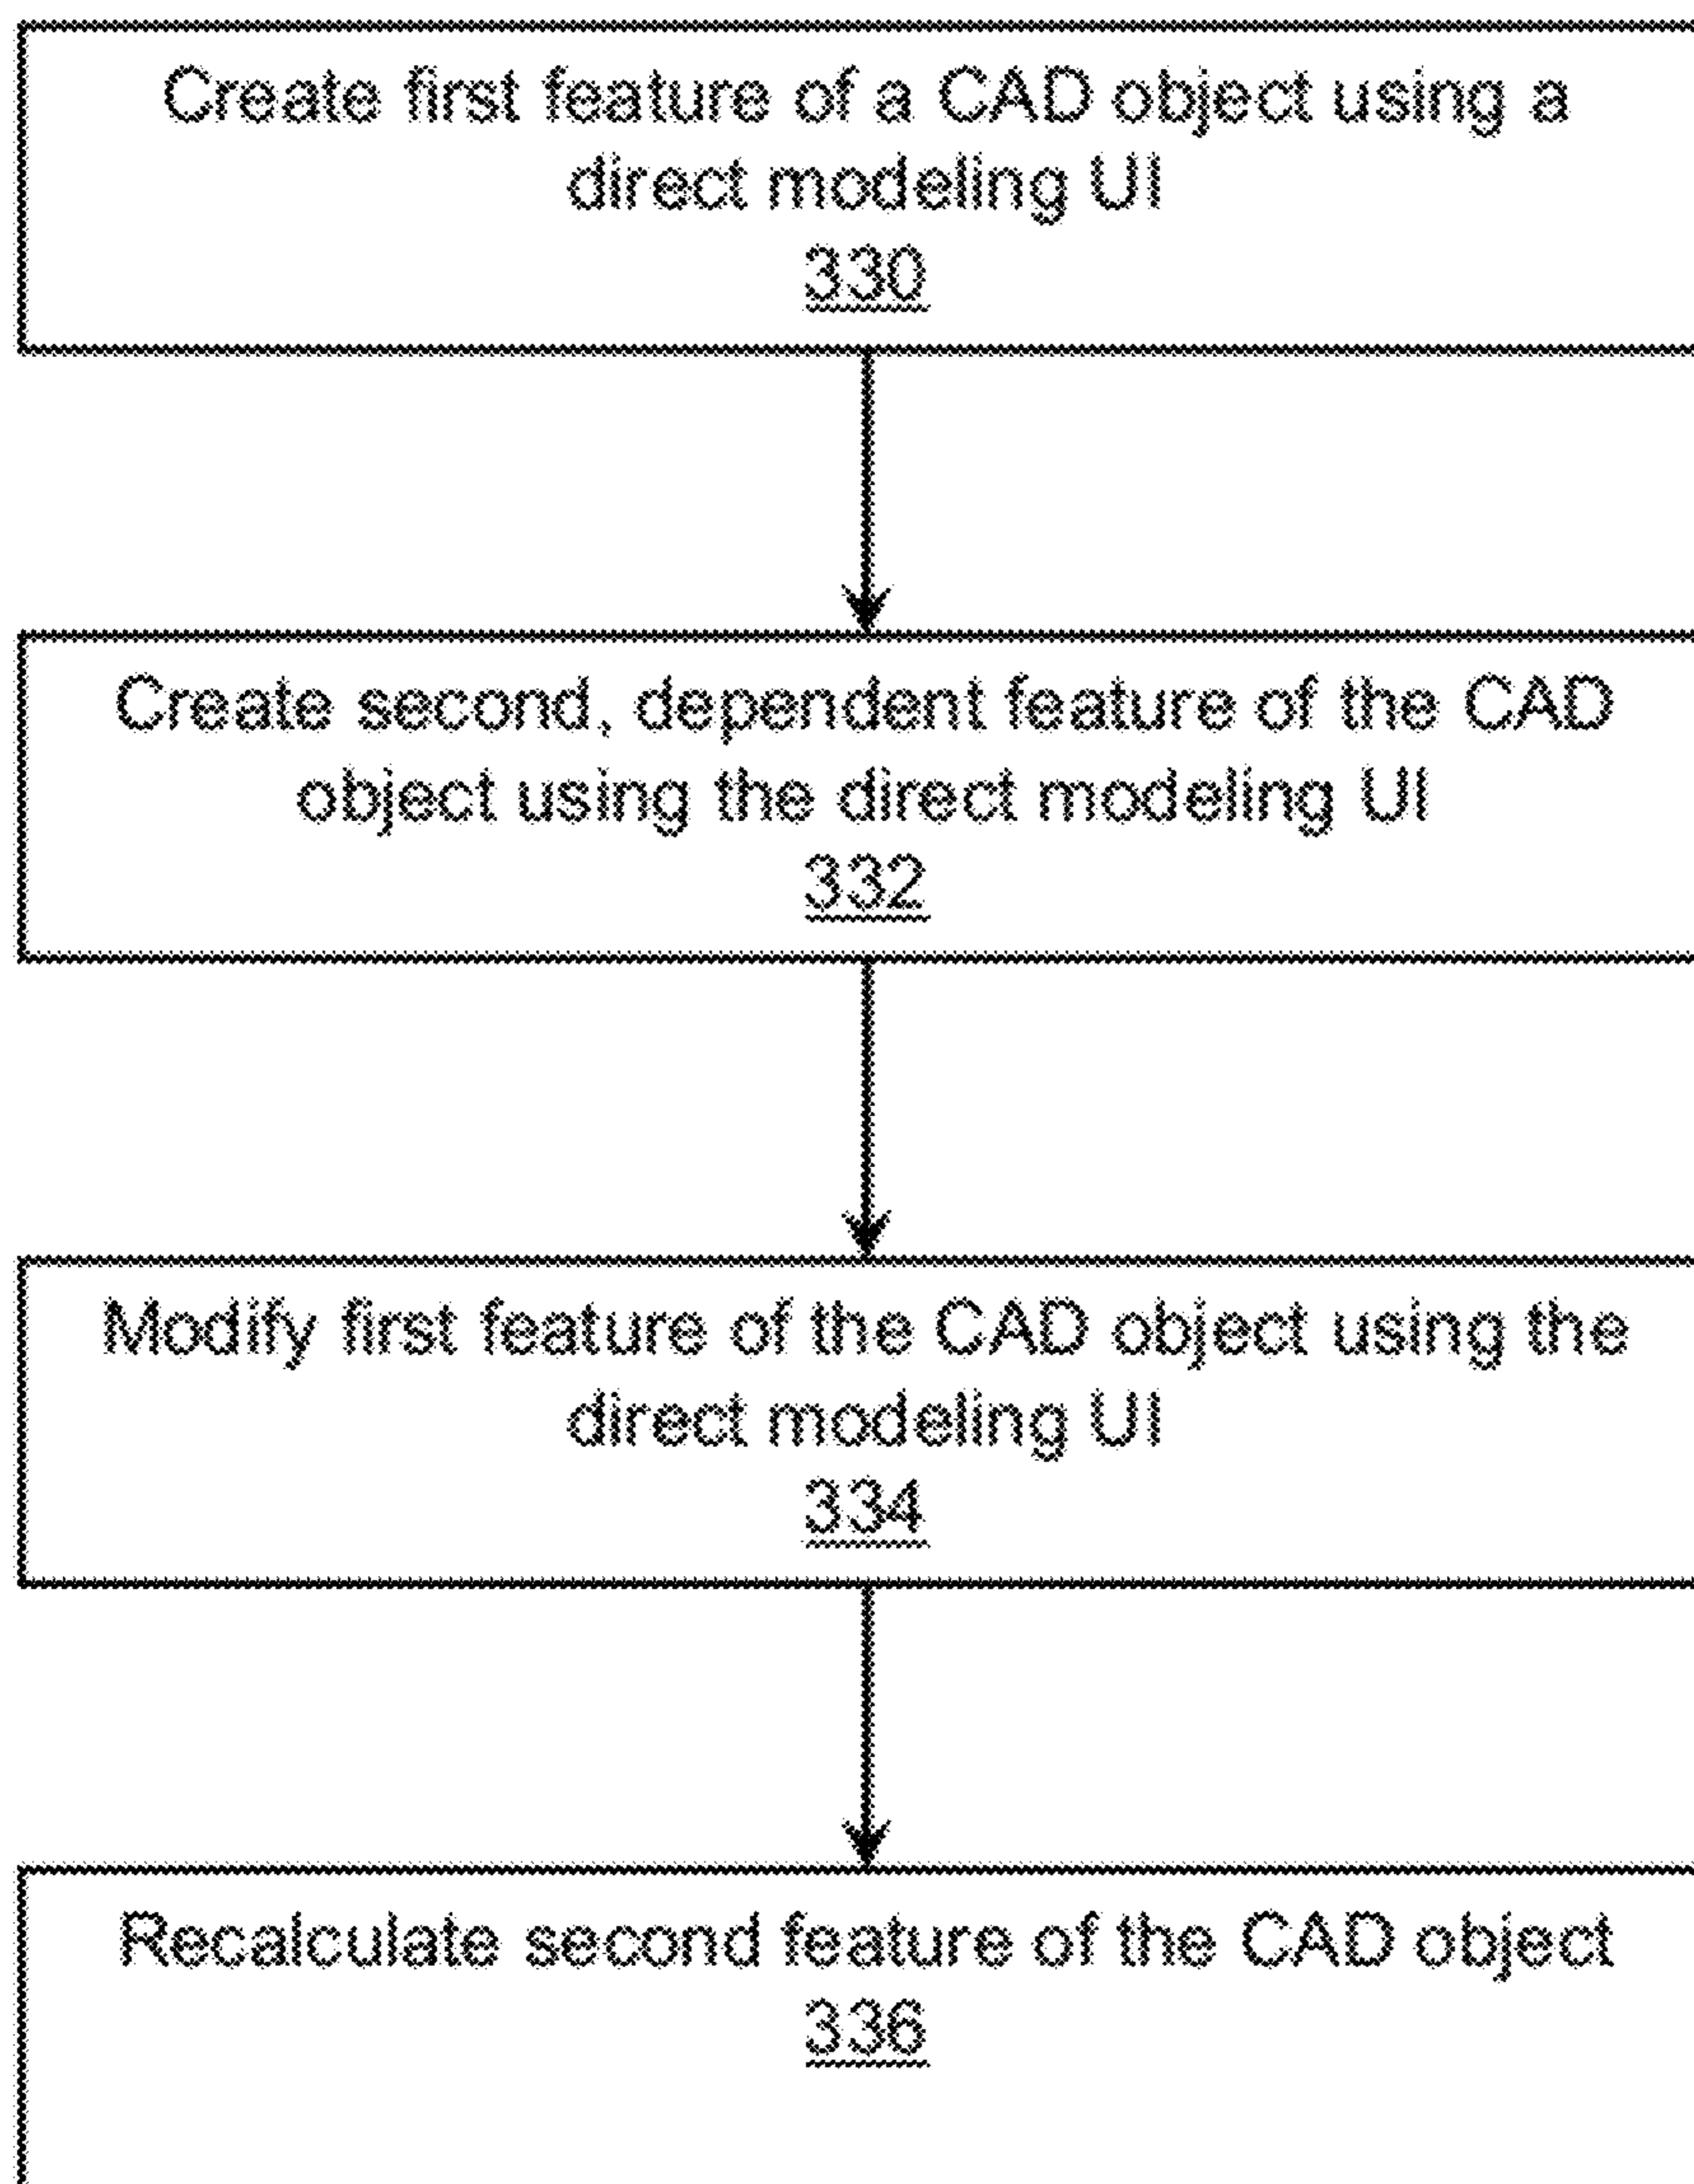 Create first feature of a CAD object using a
direct modeling UI
330
Create second, dependent feature of the CAD
object using the direct modeling UI
332
Modify first feature of the CAD object using the
direct modeling UI
334
Recalculate second feature of the CAD object
336